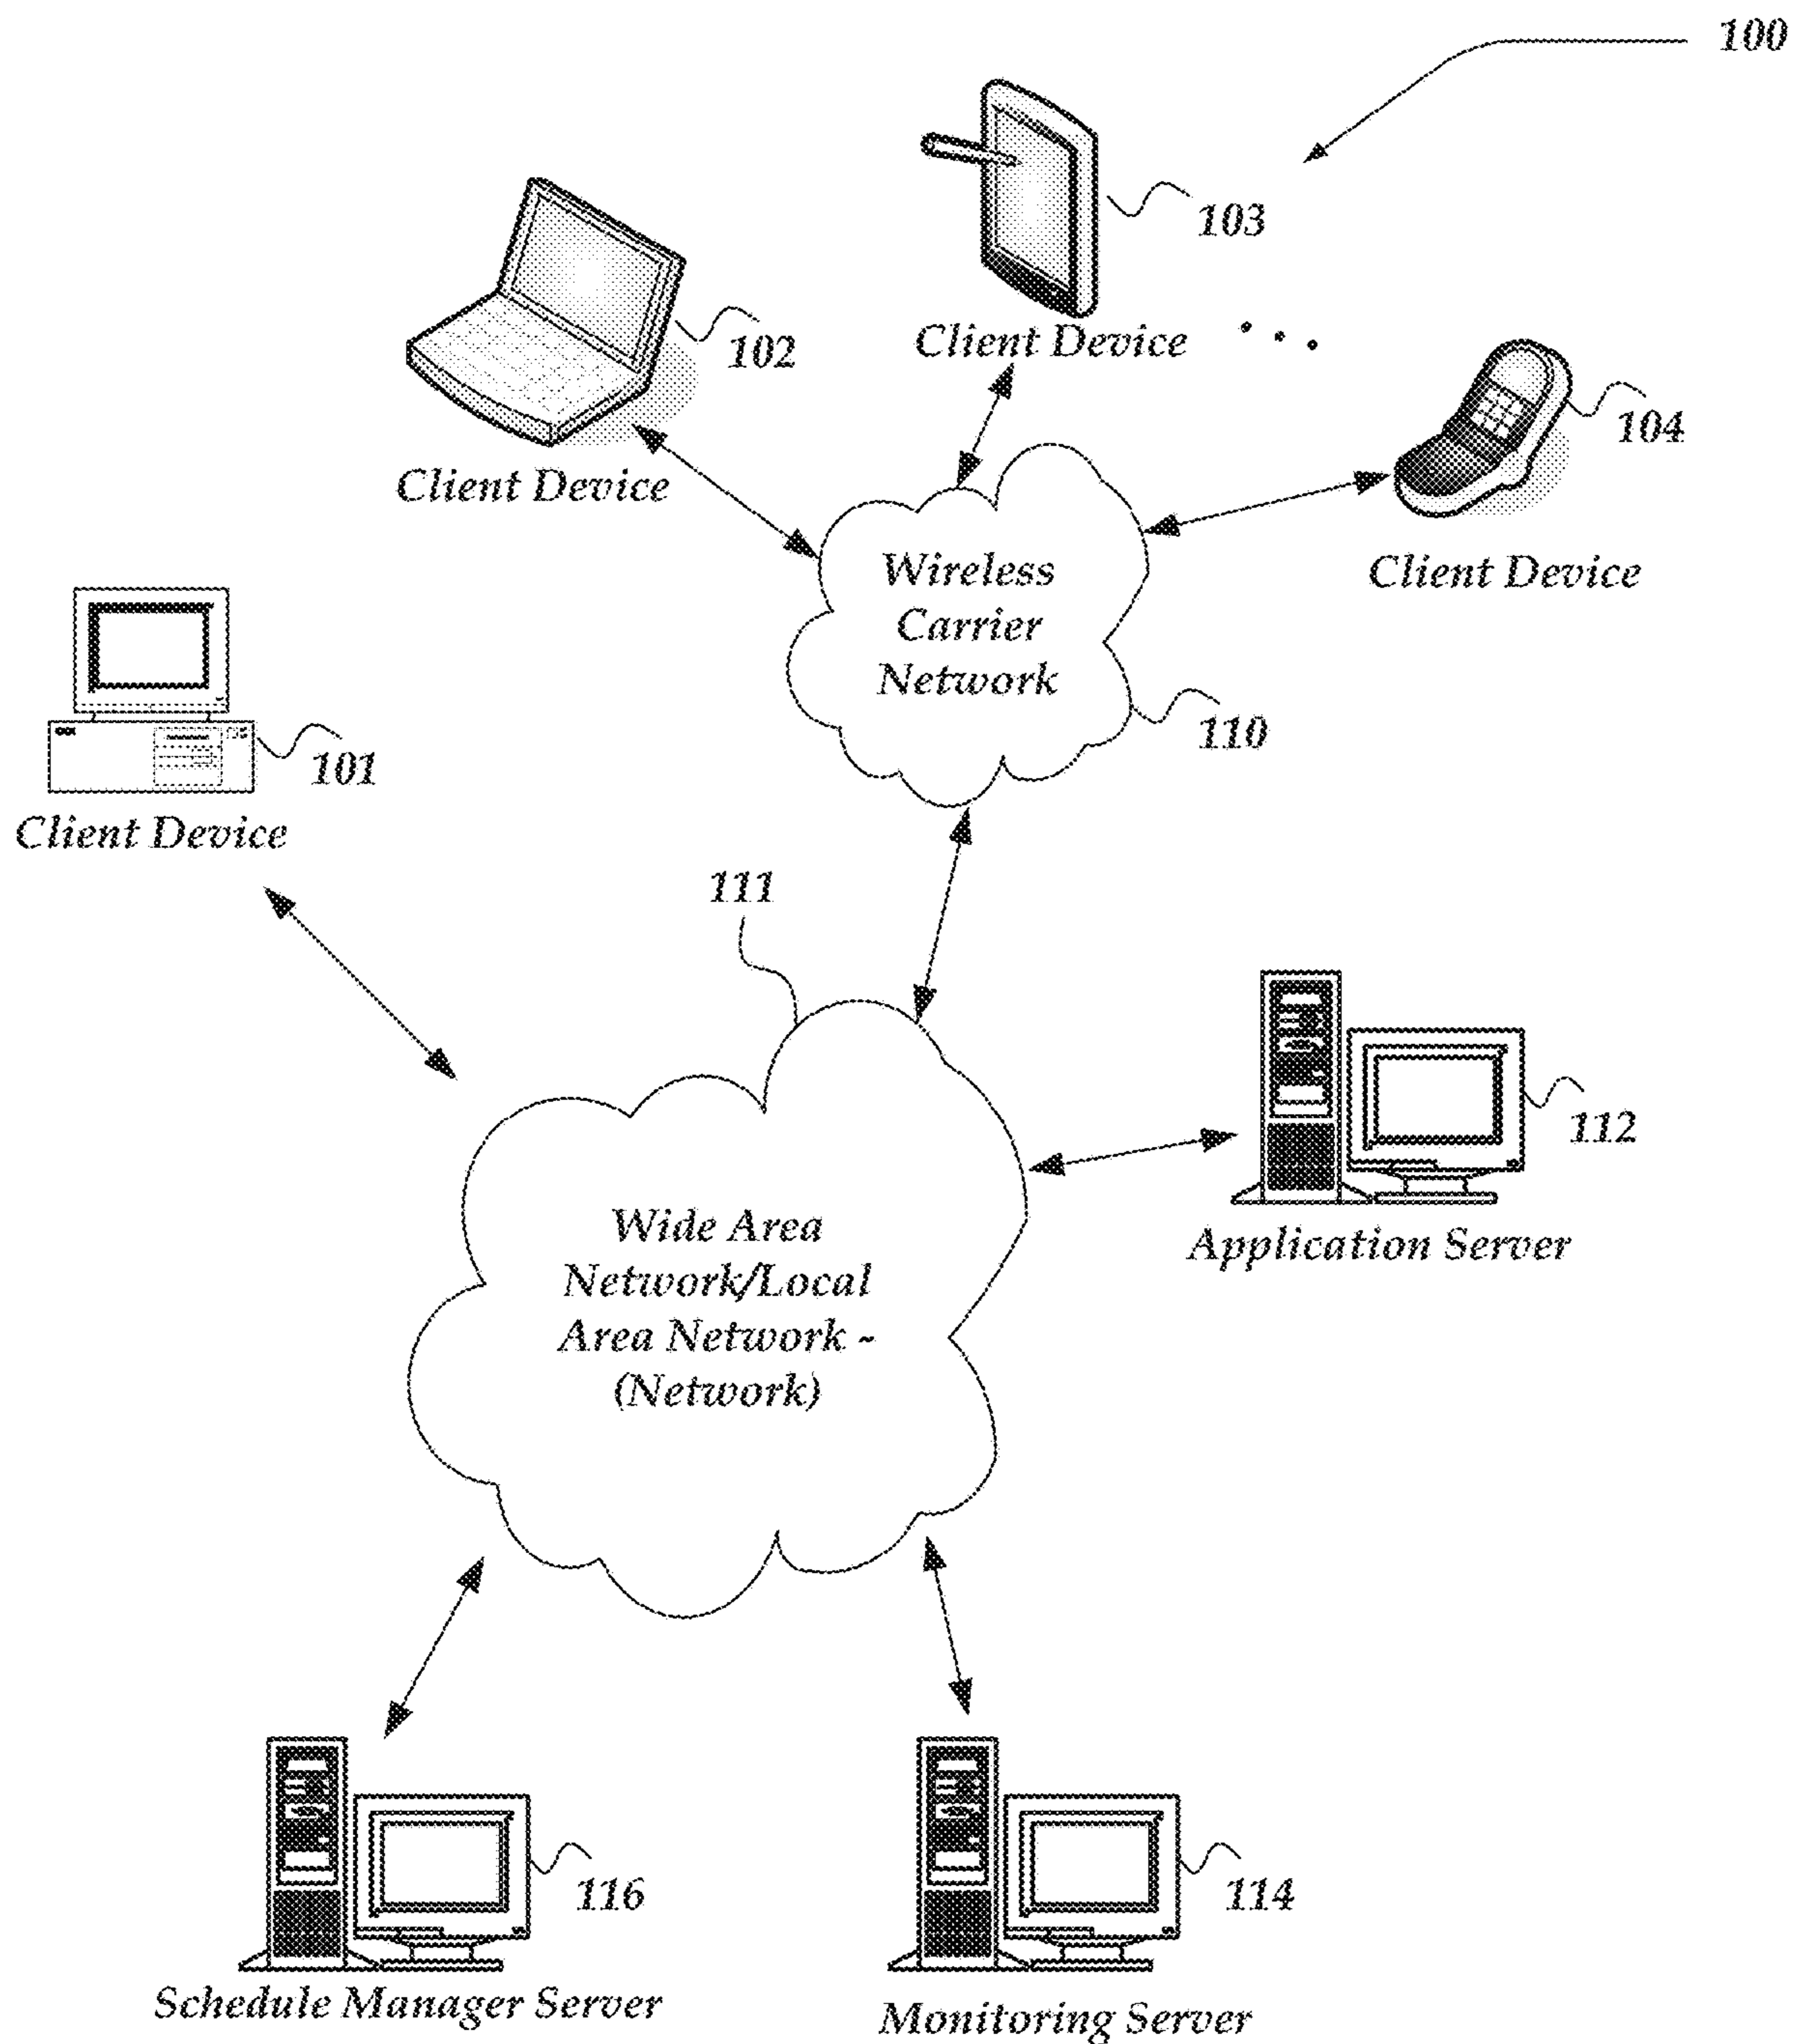 100
103
102
Client Device
104
Client Device
Client Device
Wireless
Carrier
Network
110
101
Client Device
111
112
Application Server
Wide Area
Network/Local
Area Network -
(Network)
116
114
Schedule Manager Server
Monitoring Server